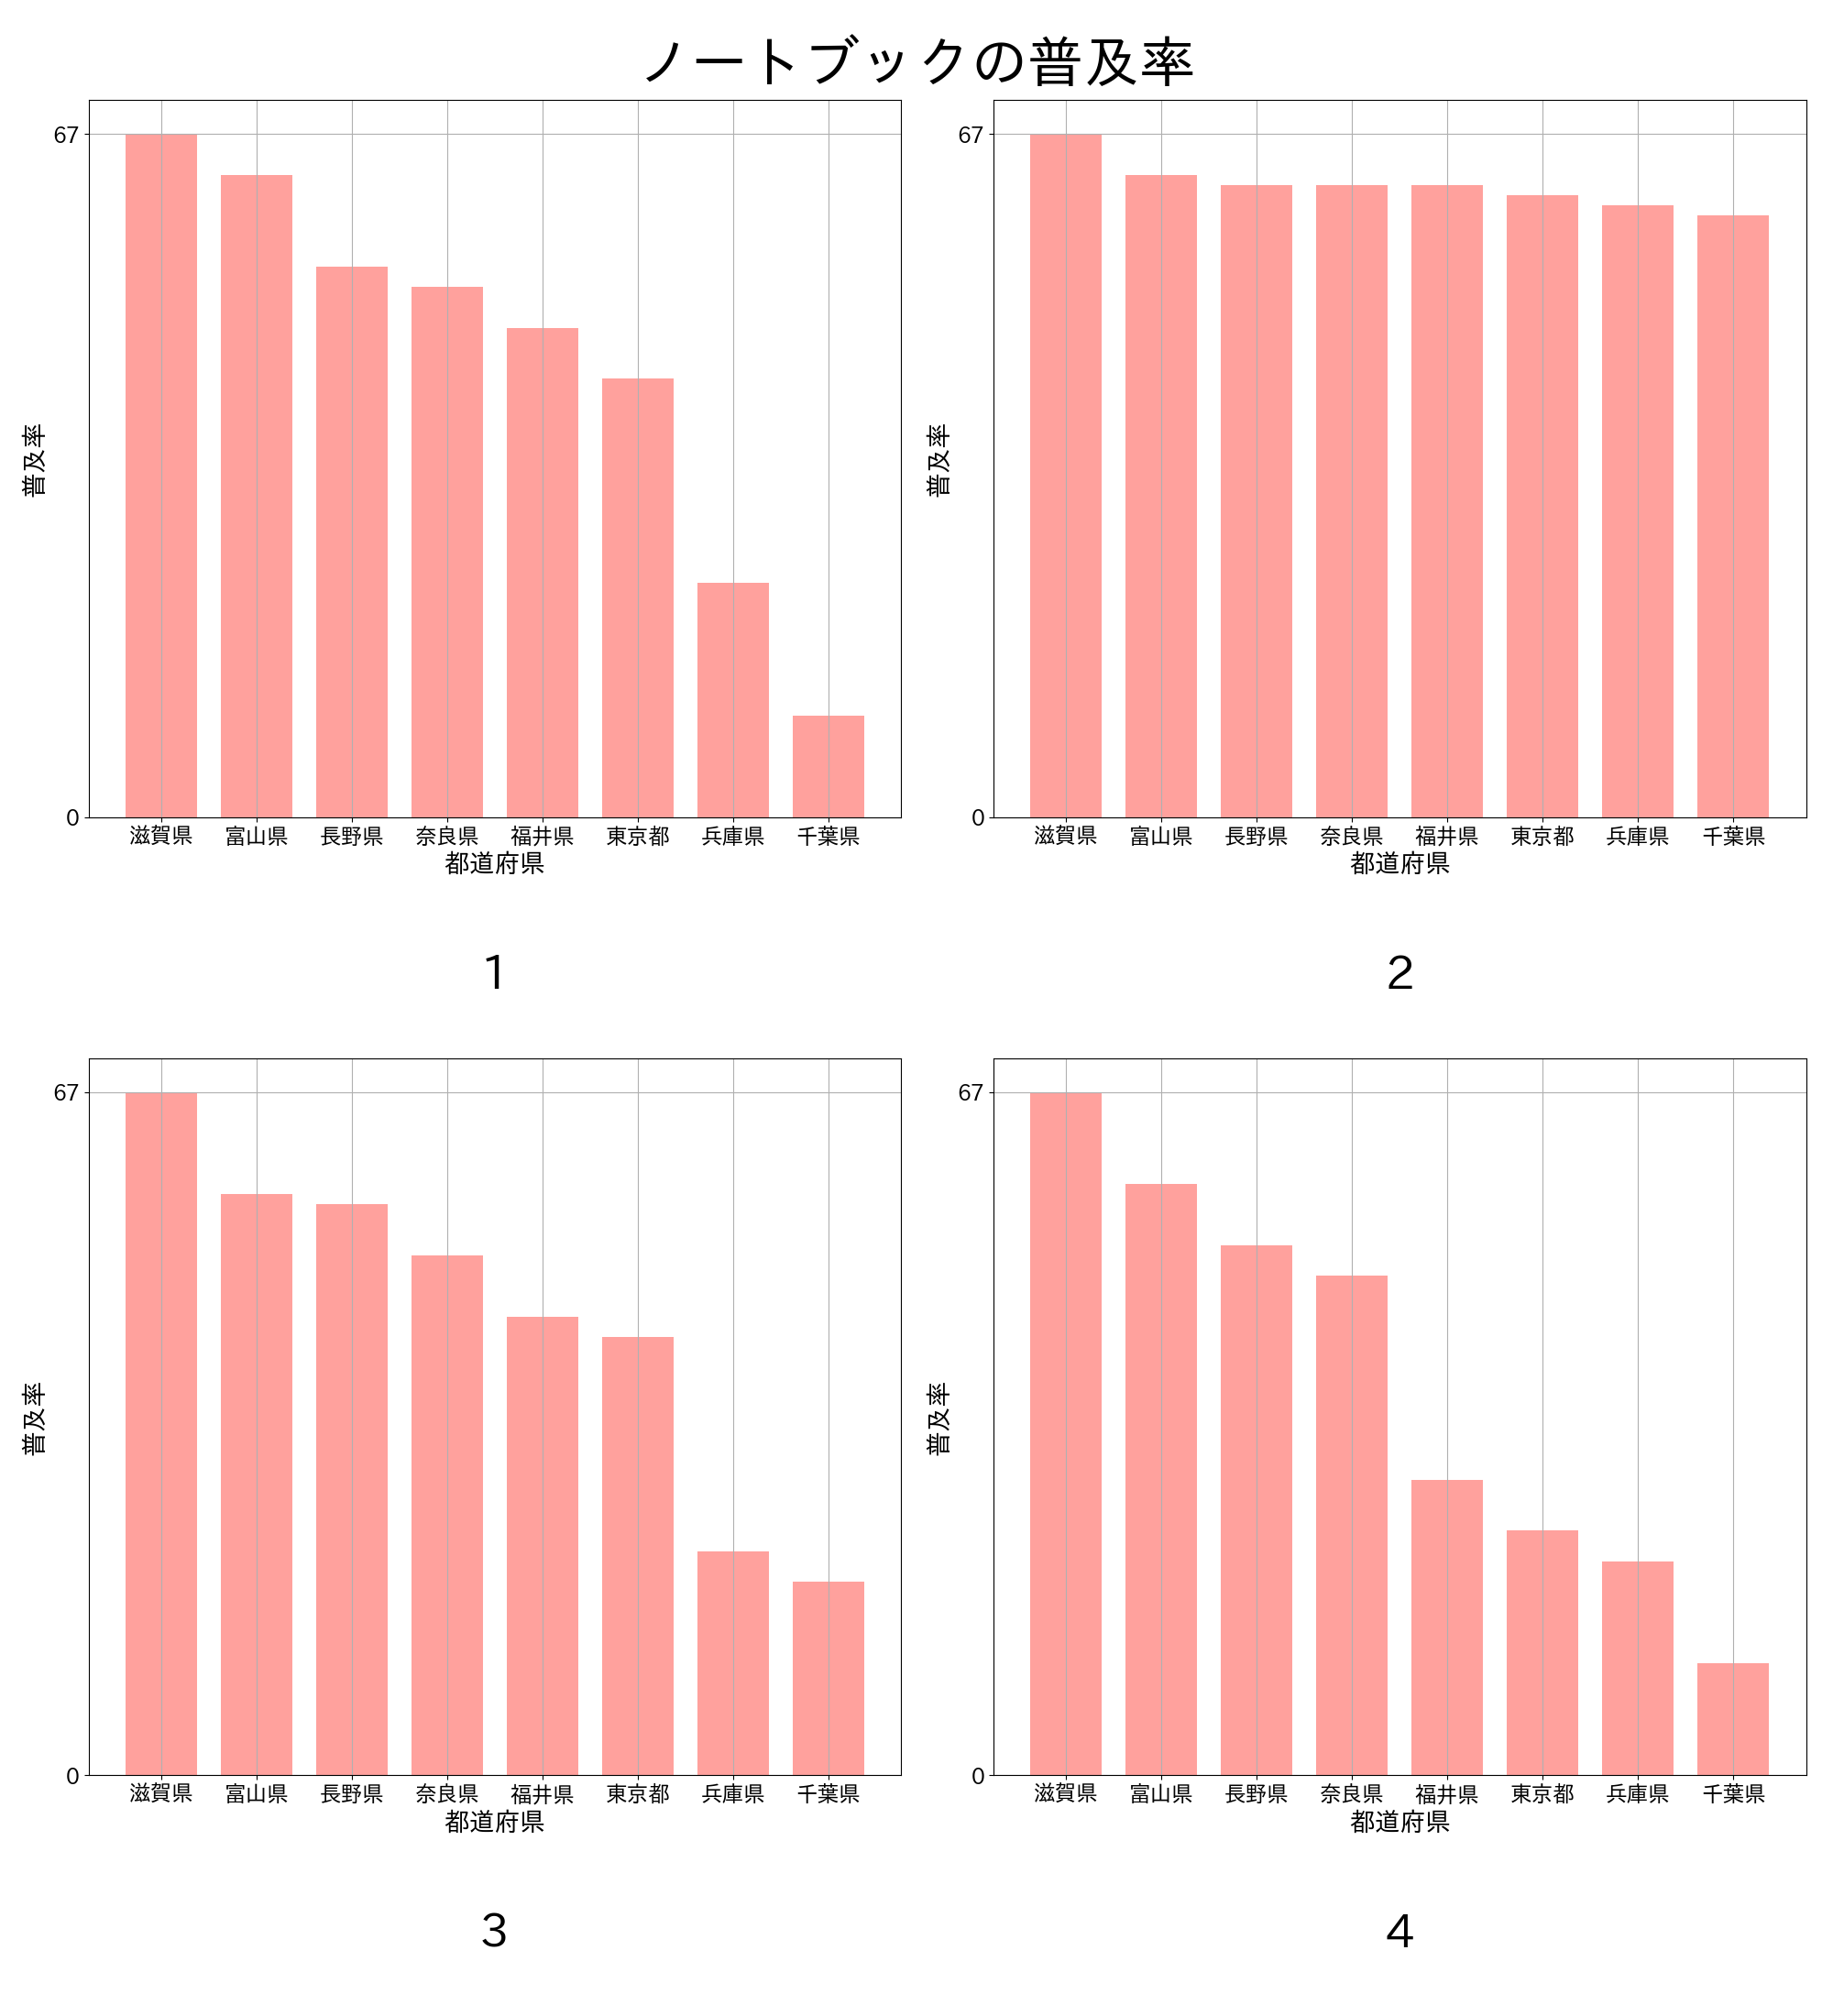 ノートブックの普及率
67
0
普及率
滋賀県 富山県 長野県 奈良県 福井県 東京都 兵庫県 千葉県
都道府県
1
67
0
普及率
滋賀県 富山県 長野県 奈良県 福井県 東京都 兵庫県 千葉県
都道府県
2
67
0
普及率
滋賀県 富山県 長野県 奈良県 福井県 東京都 兵庫県 千葉県
都道府県
3
67
0
普及率
滋賀県 富山県 長野県 奈良県 福井県 東京都 兵庫県 千葉県
都道府県
4